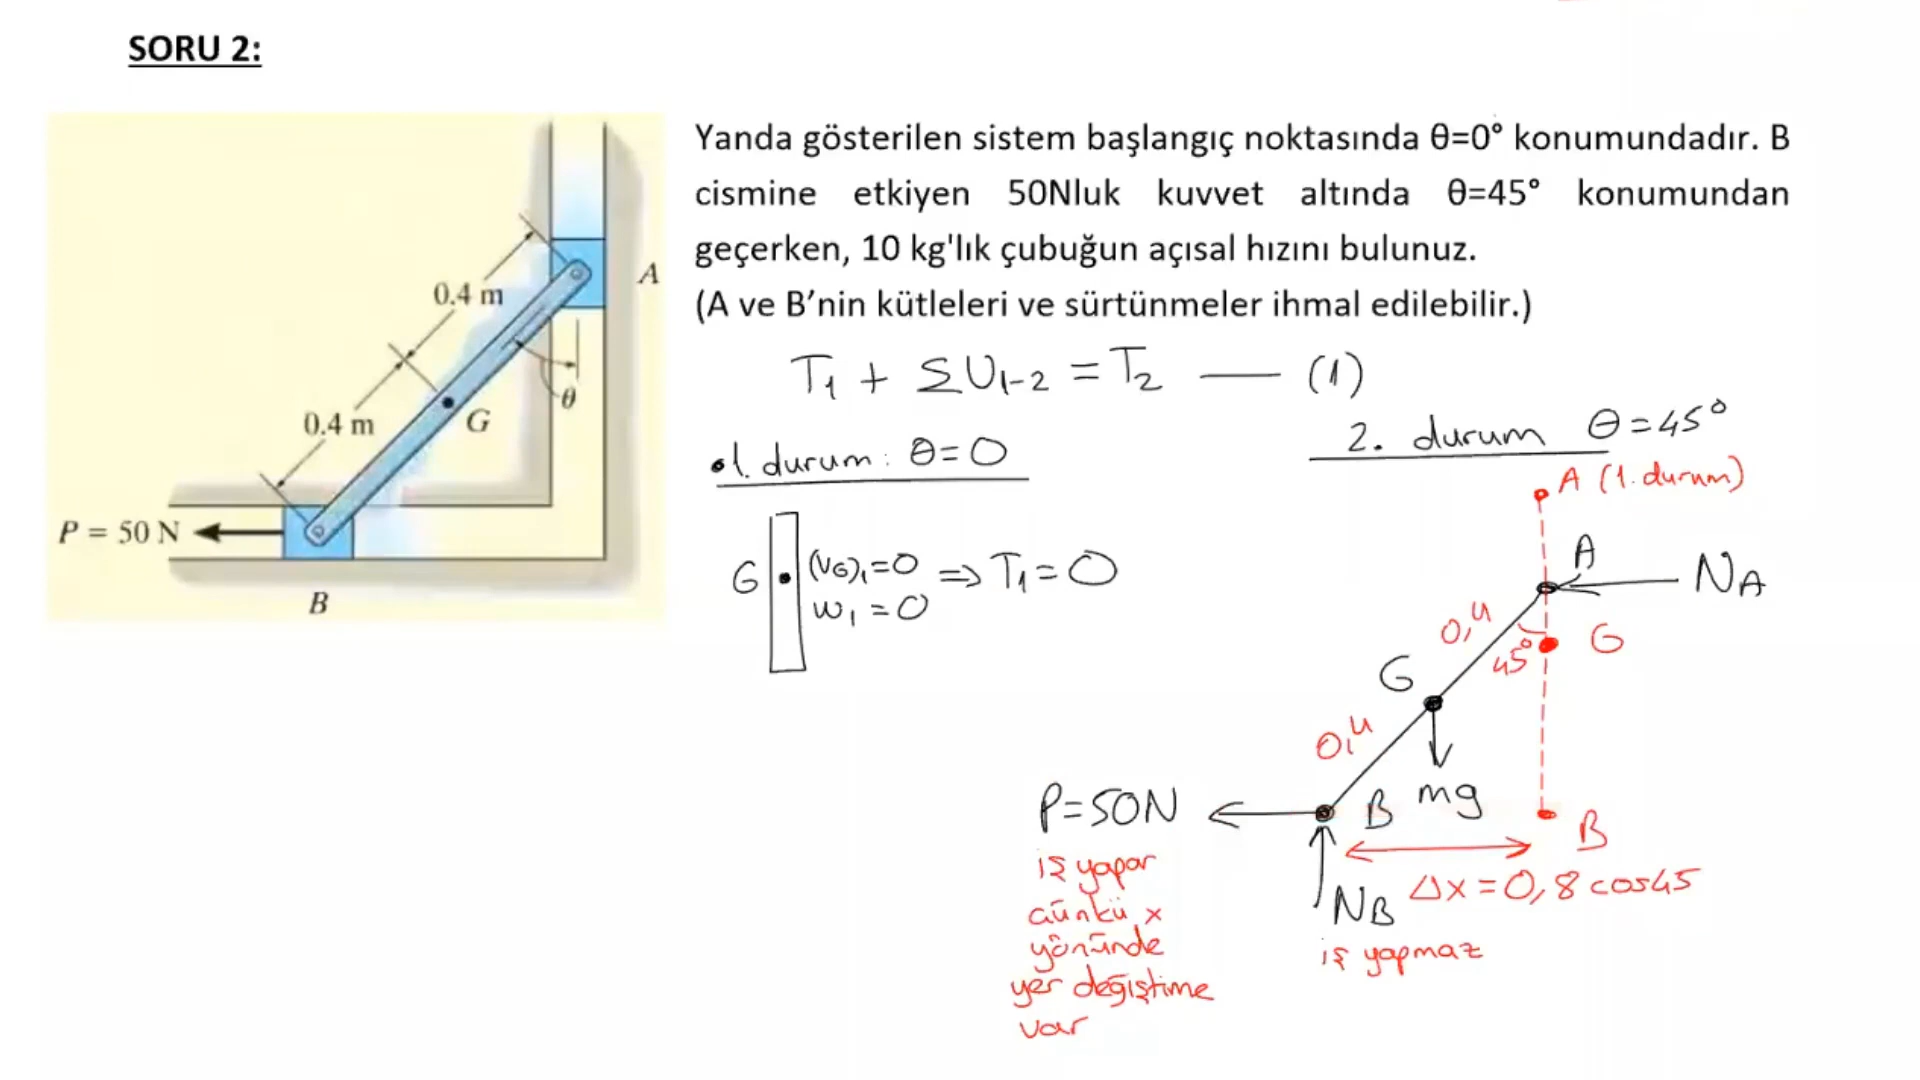 SORU 2:
Yanda gösterilen sistem başlangıç noktasında θ=0° konumundadır. B
cismine etkiyen 50Nluk kuvvet altında θ=45° konumundan
geçerken, 10 kg'lık çubuğun açısal hızını bulunuz.
(A ve B’nin kütleleri ve sürtünmeler ihmal edilebilir.)
0.4 m
A
0.4 m
G
θ
P = 50 N
B
T₁ + ΣU₁₋₂ = T₂ — (1)
•1. durum: θ=0
G (vG)₁=0 ⇒ T₁=0
w₁ =0
2. durum θ=45°
A (1. durum)
A
NA
0,4
45°
G
G
0,4
mg
P=50N
B
B
Δx=0,8cos45
NB
iş yapmaz
iş yapar
çünkü x
yönünde
yer değiştime
var